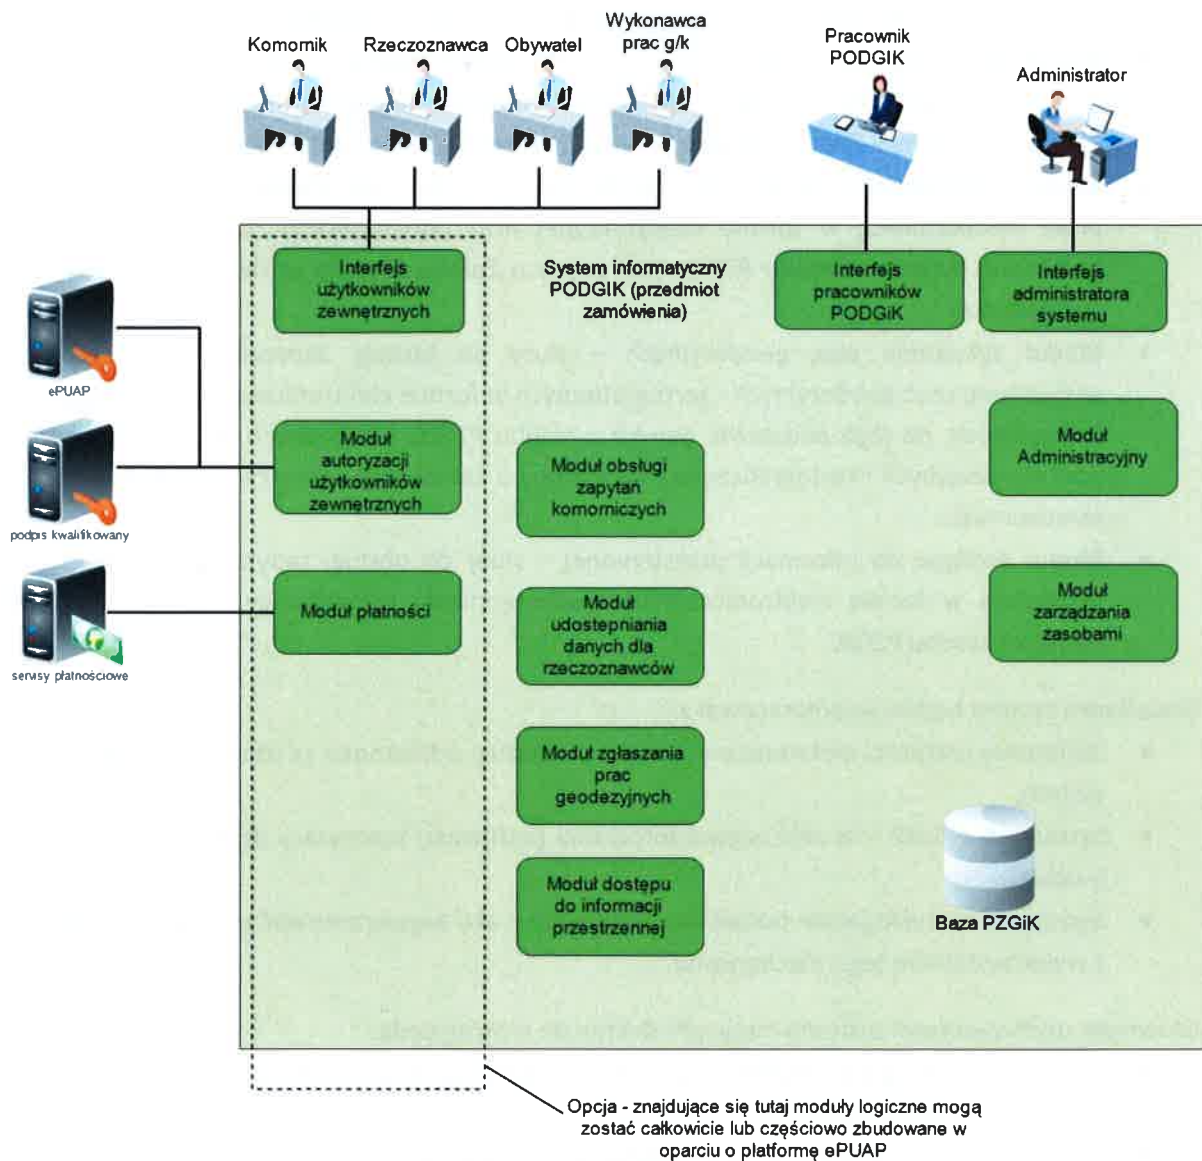 Komornik
Rzeczoznawca
Obywatel
Wykonawca
prac g/k
Pracownik
PODGIK
Administrator
Interfejs
użytkowników
zewnętrznych
System informatyczny
PODGIK (przedmiot
zamówienia)
Interfejs
pracowników
PODGiK
Interfejs
administratora
systemu
ePUAP
Moduł
autoryzacji
użytkowników
zewnętrznych
Moduł obsługi
zapytań
komorniczych
Moduł
Administracyjny
podpis kwalifikowany
Moduł płatności
Moduł
udostepniania
danych dla
rzeczoznawców
Moduł
zarządzania
zasobami
serwisy płatnościowe
Moduł zgłaszania
prac
geodezyjnych
Moduł dostępu
do informacji
przestrzennej
Baza PZGiK
Opcja - znajdujące się tutaj moduły logiczne mogą
zostać całkowicie lub częściowo zbudowane w
oparciu o platformę ePUAP